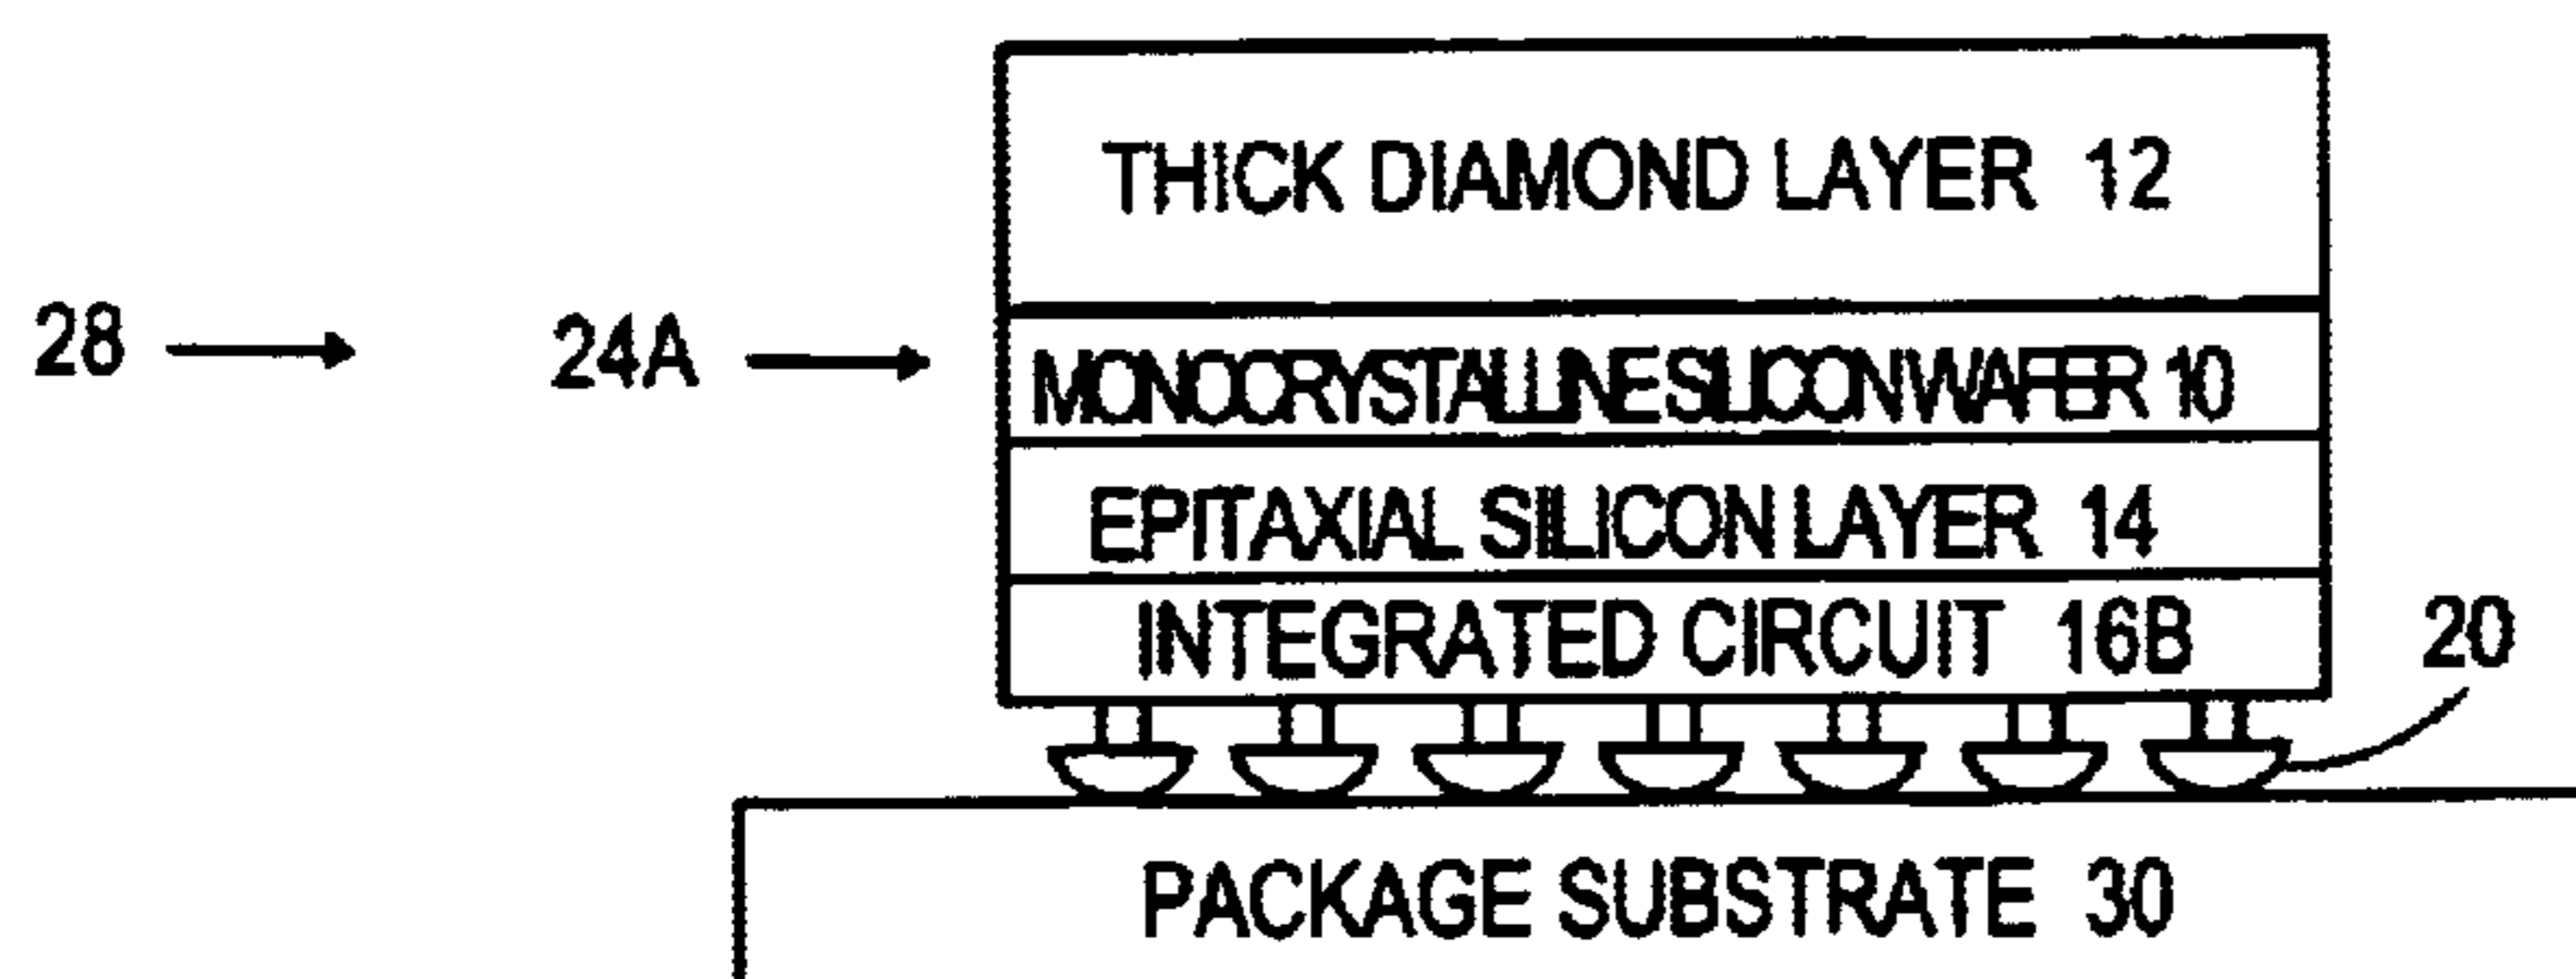 THICK DIAMOND LAYER 12
28
24A
MONOCRYSTALLINE SILICON WAFER 10
EPITAXIAL SILICON LAYER 14
INTEGRATED CIRCUIT 16B
20
PACKAGE SUBSTRATE 30